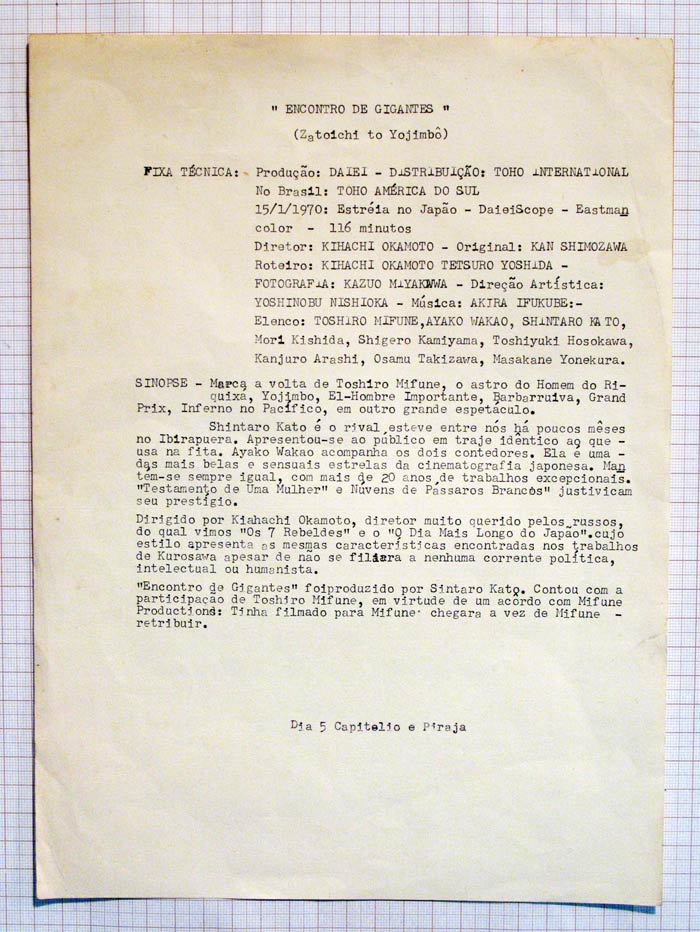 " ENCONTRO DE GIGANTES "
(Zatoichi to Yojimbô)
FIXA TÉCNICA: Produção: DAIEI - DISTRIBUIÇÃO: TOHO INTERNATIONAL
No Brasil: TOHO AMÉRICA DO SUL
15/1/1970: Estréia no Japão - DaieiScope - Eastman
color - 116 minutos
Diretor: KIHACHI OKAMOTO - Original: KAN SHIMOZAWA
Roteiro: KIHACHI OKAMOTO TETSURO YOSHIDA -
FOTOGRAFIA: KAZUO MIYAKWWA - Direção Artística:
YOSHINOBU NISHIOKA - Música: AKIRA IFUKUBE:-
Elenco: TOSHIRO MIFUNE,AYAKO WAKAO, SHINTARO KATO,
Mori Kishida, Shigero Kamiyama, Toshiyuki Hosokawa,
Kanjuro Arashi, Osamu Takizawa, Masakane Yonekura.
SINOPSE - Marca a volta de Toshiro Mifune, o astro do Homem do Ri-
quixa, Yojimbo, El-Hombre Importante, Barbarruiva, Grand
Prix, Inferno no Pacífico, em outro grande espetáculo.
Shintaro Kato é o rival esteve entre nós há poucos mêses
no Ibirapuera. Apresentou-se ao público em traje identico ao que -
usa na fita. Ayako Wakao acompanha os dois contedores. Ela é uma -
das mais belas e sensuais estrelas da cinematografia japonesa. Man
tem-se sempre igual, com mais de 20 anos de trabalhos excepcionais.
"Testamento de Uma Mulher" e Nuvens de Pássaros Brancos" justivicam
seu prestígio.
Dirigido por Kiahachi Okamoto, diretor muito querido pelos russos,
do qual vimos "Os 7 Rebeldes" e o "O Dia Mais Longo do Japão".cujo
estilo apresenta as mesmas características encontradas nos trabalhos
de Kurosawa apesar de não se filiara a nenhuma corrente política,
intelectual ou humanista.
"Encontro de Gigantes" foiproduzido por Sintaro Kato. Contou com a
participação de Toshiro Mifune, em virtude de um acôrdo com Mifune
Productions: Tinha filmado para Mifune- chegara a vez de Mifune -
retribuir.
Dia 5 Capitelio e Piraja